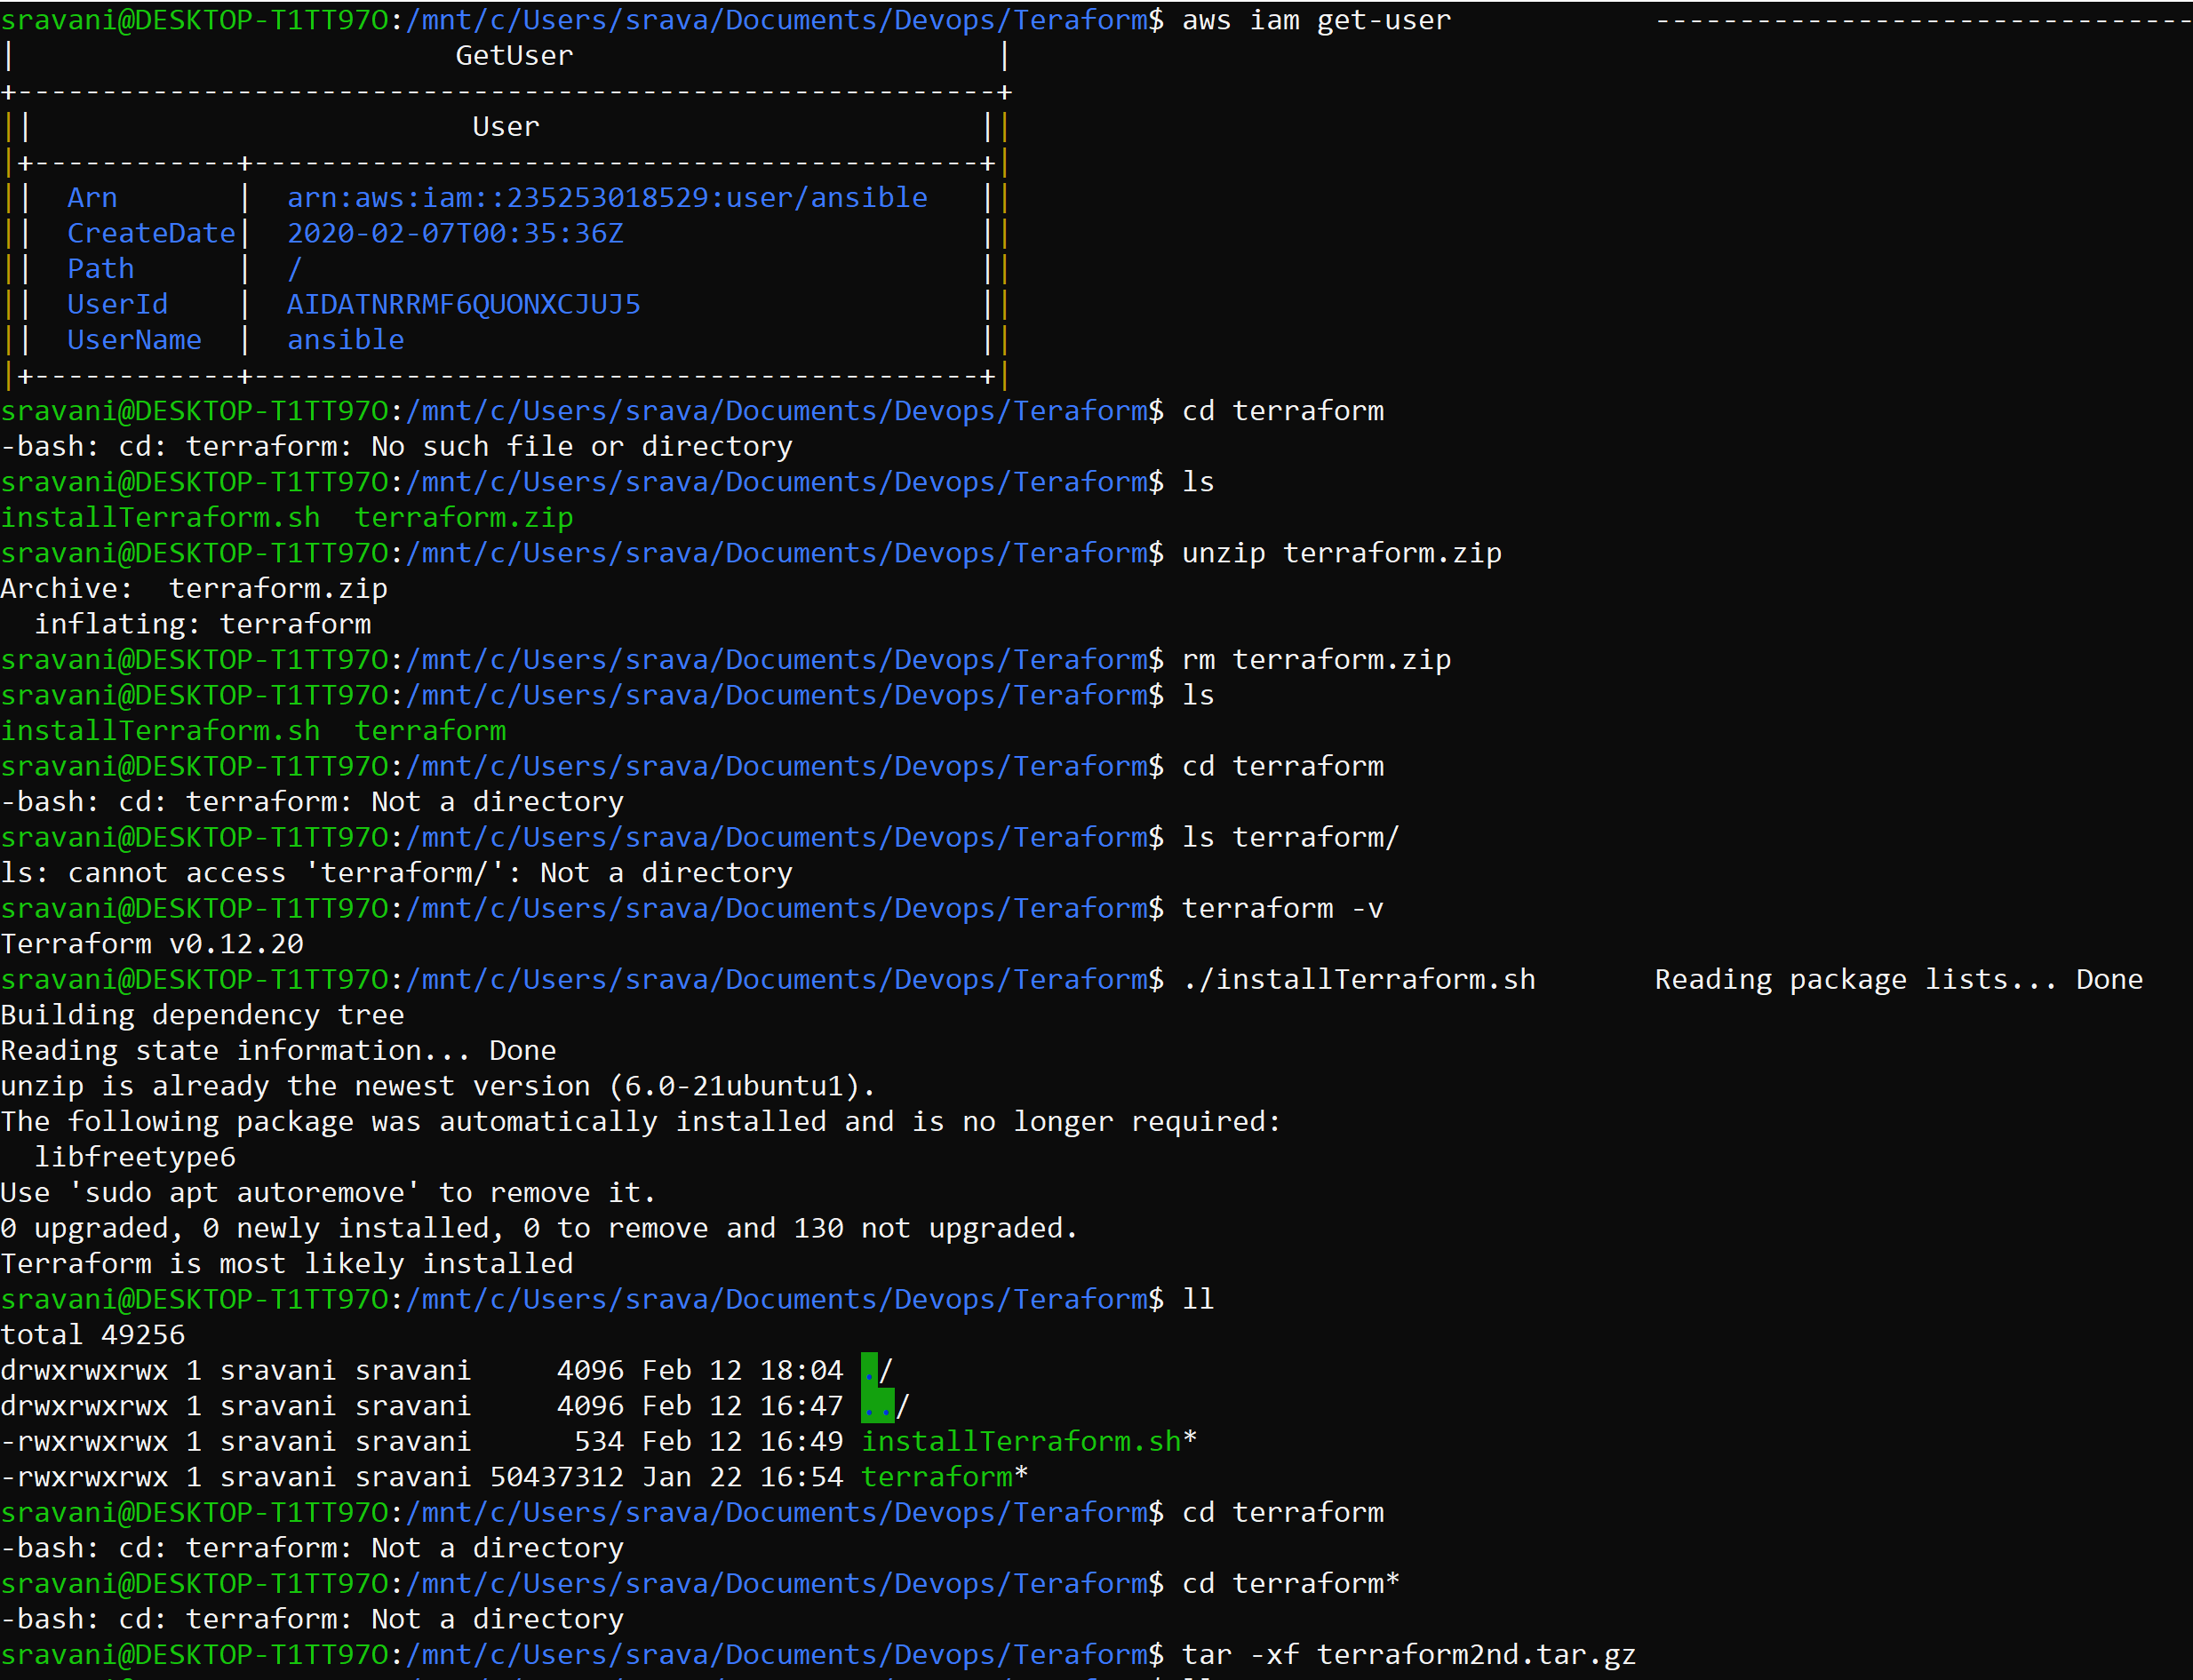 sravani@DESKTOP-T1TT97O:/mnt/c/Users/srava/Documents/Devops/Teraform$ aws iam get-user            --------------------------------
|                          GetUser                         |
+----------------------------------------------------------+
||                          User                          ||
|+------------+-------------------------------------------+|
||  Arn       |  arn:aws:iam::235253018529:user/ansible   ||
||  CreateDate|  2020-02-07T00:35:36Z                     ||
||  Path      |  /                                        ||
||  UserId    |  AIDATNRRMF6QUONXCJUJ5                    ||
||  UserName  |  ansible                                  ||
|+------------+-------------------------------------------+|
sravani@DESKTOP-T1TT97O:/mnt/c/Users/srava/Documents/Devops/Teraform$ cd terraform
-bash: cd: terraform: No such file or directory
sravani@DESKTOP-T1TT97O:/mnt/c/Users/srava/Documents/Devops/Teraform$ ls
installTerraform.sh  terraform.zip
sravani@DESKTOP-T1TT97O:/mnt/c/Users/srava/Documents/Devops/Teraform$ unzip terraform.zip
Archive:  terraform.zip
  inflating: terraform
sravani@DESKTOP-T1TT97O:/mnt/c/Users/srava/Documents/Devops/Teraform$ rm terraform.zip
sravani@DESKTOP-T1TT97O:/mnt/c/Users/srava/Documents/Devops/Teraform$ ls
installTerraform.sh  terraform
sravani@DESKTOP-T1TT97O:/mnt/c/Users/srava/Documents/Devops/Teraform$ cd terraform
-bash: cd: terraform: Not a directory
sravani@DESKTOP-T1TT97O:/mnt/c/Users/srava/Documents/Devops/Teraform$ ls terraform/
ls: cannot access 'terraform/': Not a directory
sravani@DESKTOP-T1TT97O:/mnt/c/Users/srava/Documents/Devops/Teraform$ terraform -v
Terraform v0.12.20
sravani@DESKTOP-T1TT97O:/mnt/c/Users/srava/Documents/Devops/Teraform$ ./installTerraform.sh       Reading package lists... Done
Building dependency tree
Reading state information... Done
unzip is already the newest version (6.0-21ubuntu1).
The following package was automatically installed and is no longer required:
  libfreetype6
Use 'sudo apt autoremove' to remove it.
0 upgraded, 0 newly installed, 0 to remove and 130 not upgraded.
Terraform is most likely installed
sravani@DESKTOP-T1TT97O:/mnt/c/Users/srava/Documents/Devops/Teraform$ ll
total 49256
drwxrwxrwx 1 sravani sravani     4096 Feb 12 18:04 ./
drwxrwxrwx 1 sravani sravani     4096 Feb 12 16:47 ../
-rwxrwxrwx 1 sravani sravani      534 Feb 12 16:49 installTerraform.sh*
-rwxrwxrwx 1 sravani sravani 50437312 Jan 22 16:54 terraform*
sravani@DESKTOP-T1TT97O:/mnt/c/Users/srava/Documents/Devops/Teraform$ cd terraform
-bash: cd: terraform: Not a directory
sravani@DESKTOP-T1TT97O:/mnt/c/Users/srava/Documents/Devops/Teraform$ cd terraform*
-bash: cd: terraform: Not a directory
sravani@DESKTOP-T1TT97O:/mnt/c/Users/srava/Documents/Devops/Teraform$ tar -xf terraform2nd.tar.gz